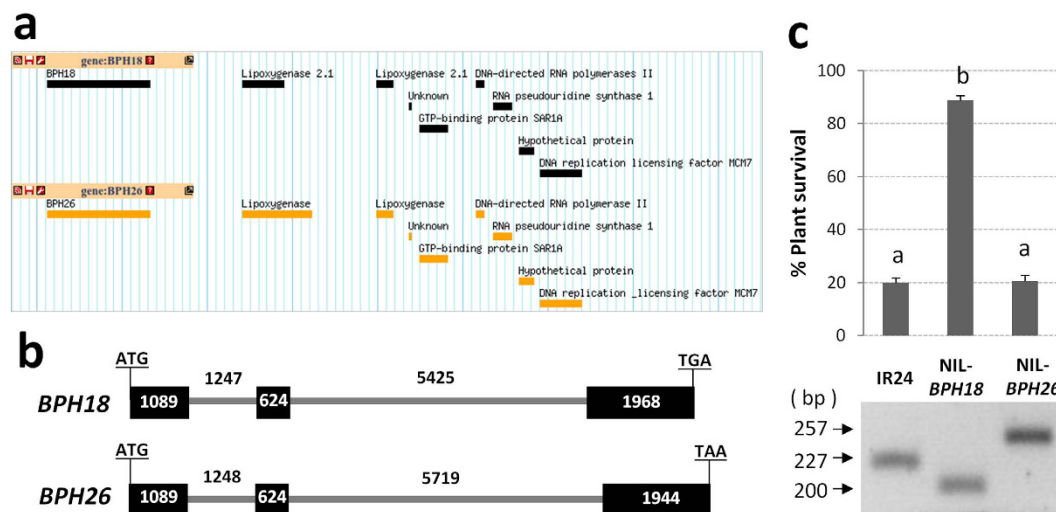 a
gene:BPH18
BPH18
Lipoxygenase 2.1
Lipoxygenase 2.1
DNA-directed RNA polymerases II
Unknown
RNA pseudouridine synthase 1
GTP-binding protein SAR1A
Hypothetical protein
DNA replication licensing factor MCM7
gene:BPH26
BPH26
Lipoxygenase
Lipoxygenase
DNA-directed RNA polymerase II
Unknown
RNA pseudouridine synthase 1
GTP-binding protein SAR1A
Hypothetical protein
DNA replication _licensing factor MCM7
b
ATG
TGA
1247
5425
BPH18
1089
624
1968
ATG
TAA
1248
5719
BPH26
1089
624
1944
c
% Plant survival
100
80
60
40
20
0
a
b
a
IR24
NIL-BPH18
NIL-BPH26
( bp )
257
227
200